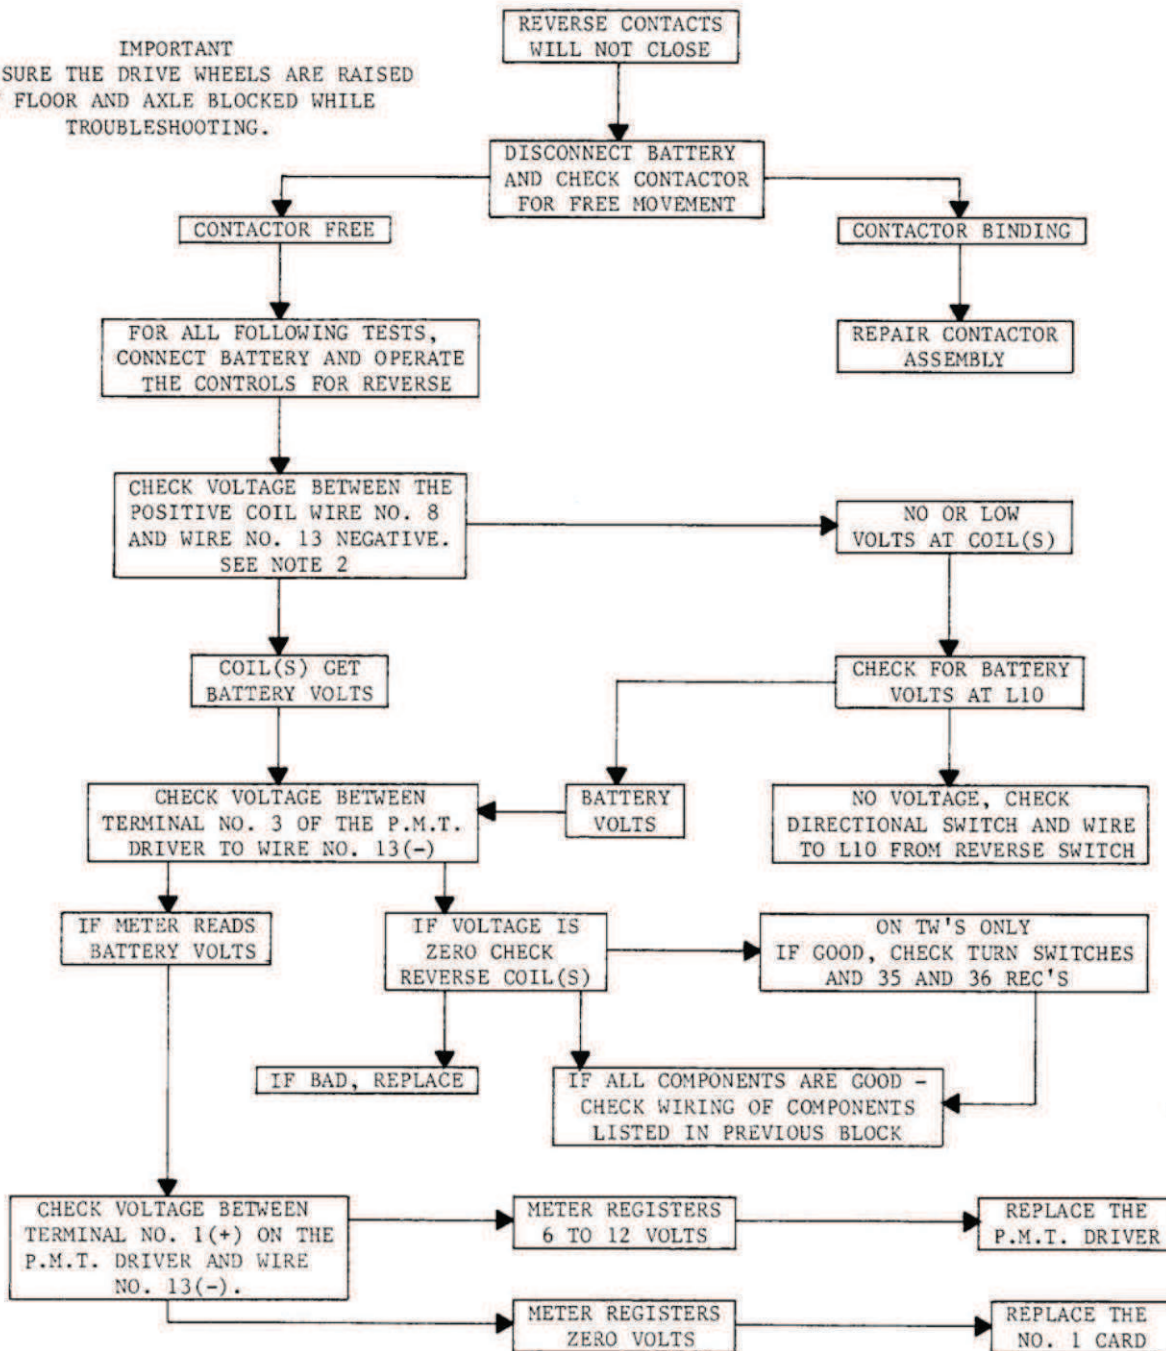 REVERSE CONTACTS
WILL NOT CLOSE
IMPORTANT
SURE THE DRIVE WHEELS ARE RAISED
FLOOR AND AXLE BLOCKED WHILE
TROUBLESHOOTING.
DISCONNECT BATTERY
AND CHECK CONTACTOR
FOR FREE MOVEMENT
CONTACTOR FREE
CONTACTOR BINDING
FOR ALL FOLLOWING TESTS,
CONNECT BATTERY AND OPERATE
THE CONTROLS FOR REVERSE
REPAIR CONTACTOR
ASSEMBLY
CHECK VOLTAGE BETWEEN THE
POSITIVE COIL WIRE NO. 8
AND WIRE NO. 13 NEGATIVE.
SEE NOTE 2
NO OR LOW
VOLTS AT COIL(S)
COIL(S) GET
BATTERY VOLTS
CHECK FOR BATTERY
VOLTS AT L10
CHECK VOLTAGE BETWEEN
TERMINAL NO. 3 OF THE P.M.T.
DRIVER TO WIRE NO. 13(-)
BATTERY
VOLTS
NO VOLTAGE, CHECK
DIRECTIONAL SWITCH AND WIRE
TO L10 FROM REVERSE SWITCH
IF METER READS
BATTERY VOLTS
IF VOLTAGE IS
ZERO CHECK
REVERSE COIL(S)
ON TW'S ONLY
IF GOOD, CHECK TURN SWITCHES
AND 35 AND 36 REC'S
IF BAD, REPLACE
IF ALL COMPONENTS ARE GOOD -
CHECK WIRING OF COMPONENTS
LISTED IN PREVIOUS BLOCK
CHECK VOLTAGE BETWEEN
TERMINAL NO. 1(+) ON THE
P.M.T. DRIVER AND WIRE
NO. 13(-).
METER REGISTERS
6 TO 12 VOLTS
REPLACE THE
P.M.T. DRIVER
METER REGISTERS
ZERO VOLTS
REPLACE THE
NO. 1 CARD